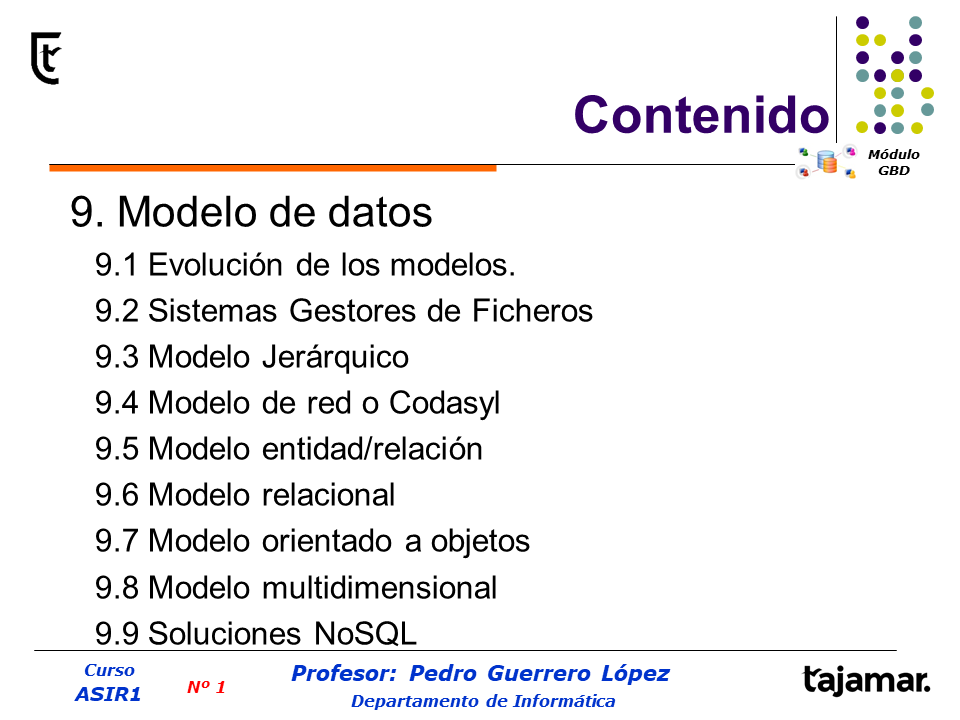 Contenido
Módulo
GBD
9. Modelo de datos
9.1 Evolución de los modelos.
9.2 Sistemas Gestores de Ficheros
9.3 Modelo Jerárquico
9.4 Modelo de red o Codasyl
9.5 Modelo entidad/relación
9.6 Modelo relacional
9.7 Modelo orientado a objetos
9.8 Modelo multidimensional
9.9 Soluciones NoSQL
Curso
ASIR1
Nº 1
Profesor: Pedro Guerrero López
Departamento de Informática
tajamar.